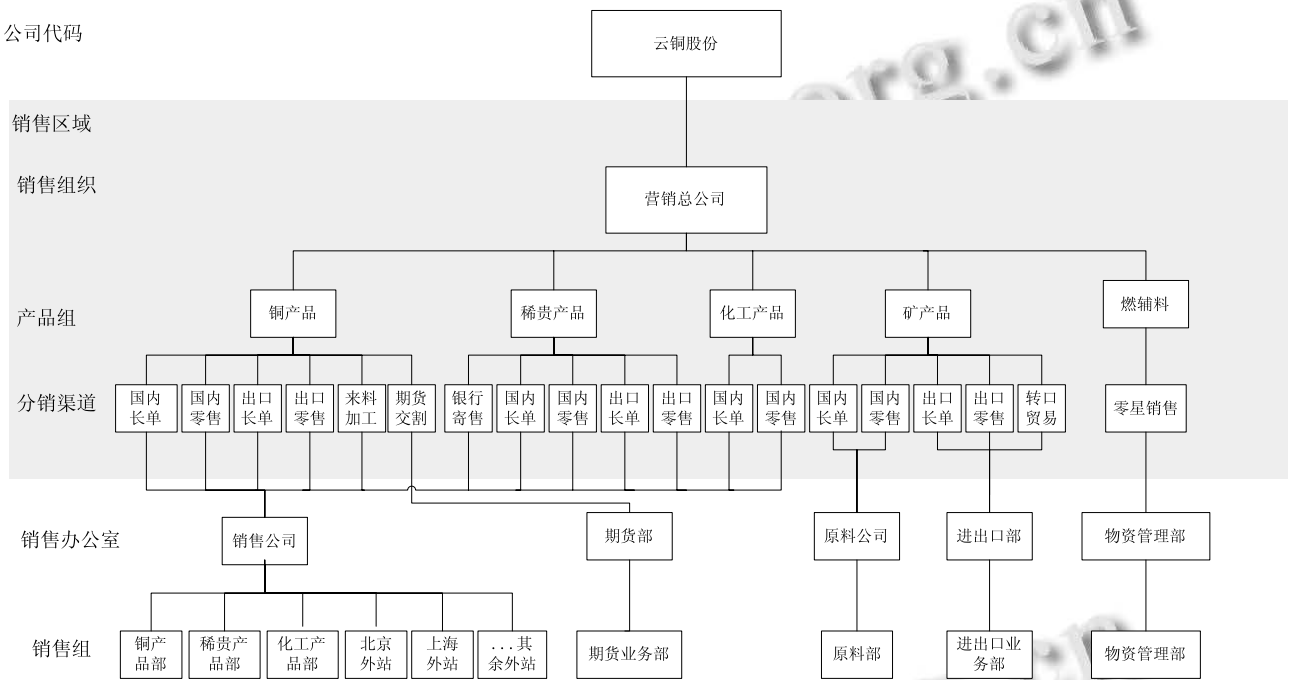 公司代码
云铜股份
销售区域
销售组织
营销总公司
产品组
铜产品
稀贵产品
化工产品
矿产品
燃辅料
分销渠道
国内
长单
国内
零售
出口
长单
出口
零售
来料
加工
期货
交割
银行
寄售
国内
长单
国内
零售
出口
长单
出口
零售
国内
长单
国内
零售
国内
长单
国内
零售
出口
长单
出口
零售
转口
贸易
零星销售
销售办公室
销售公司
期货部
原料公司
进出口部
物资管理部
销售组
铜产
品部
稀贵产
品部
化工产
品部
北京
外站
上海
外站
...其
余外站
期货业务部
原料部
进出口业
务部
物资管理部
org.cn